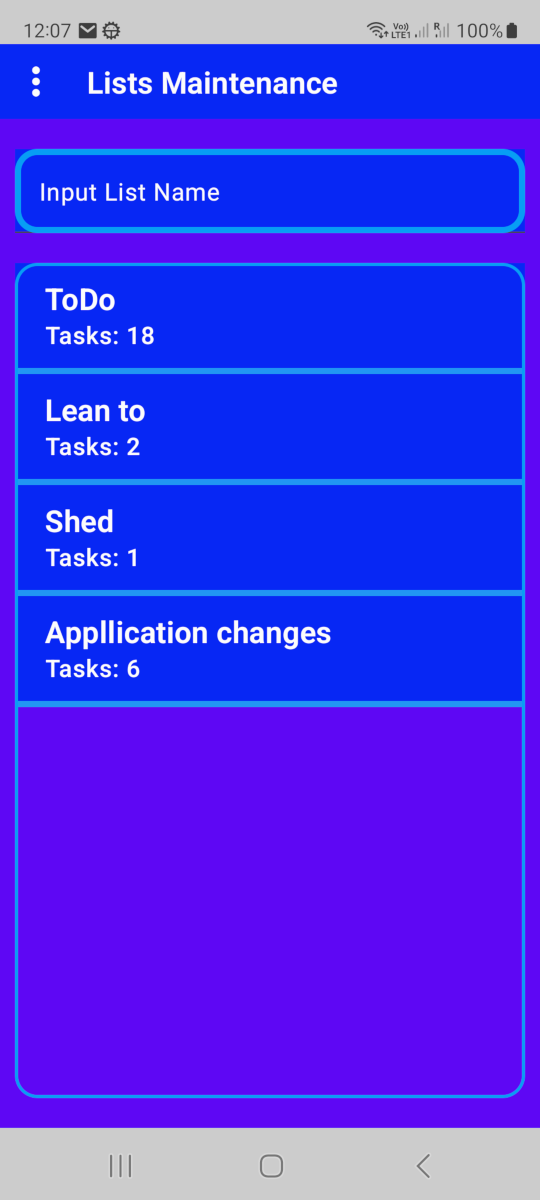 12:07
Vo))
LTE1
R
100%
Lists Maintenance
Input List Name
ToDo
Tasks: 18
Lean to
Tasks: 2
Shed
Tasks: 1
Appllication changes
Tasks: 6